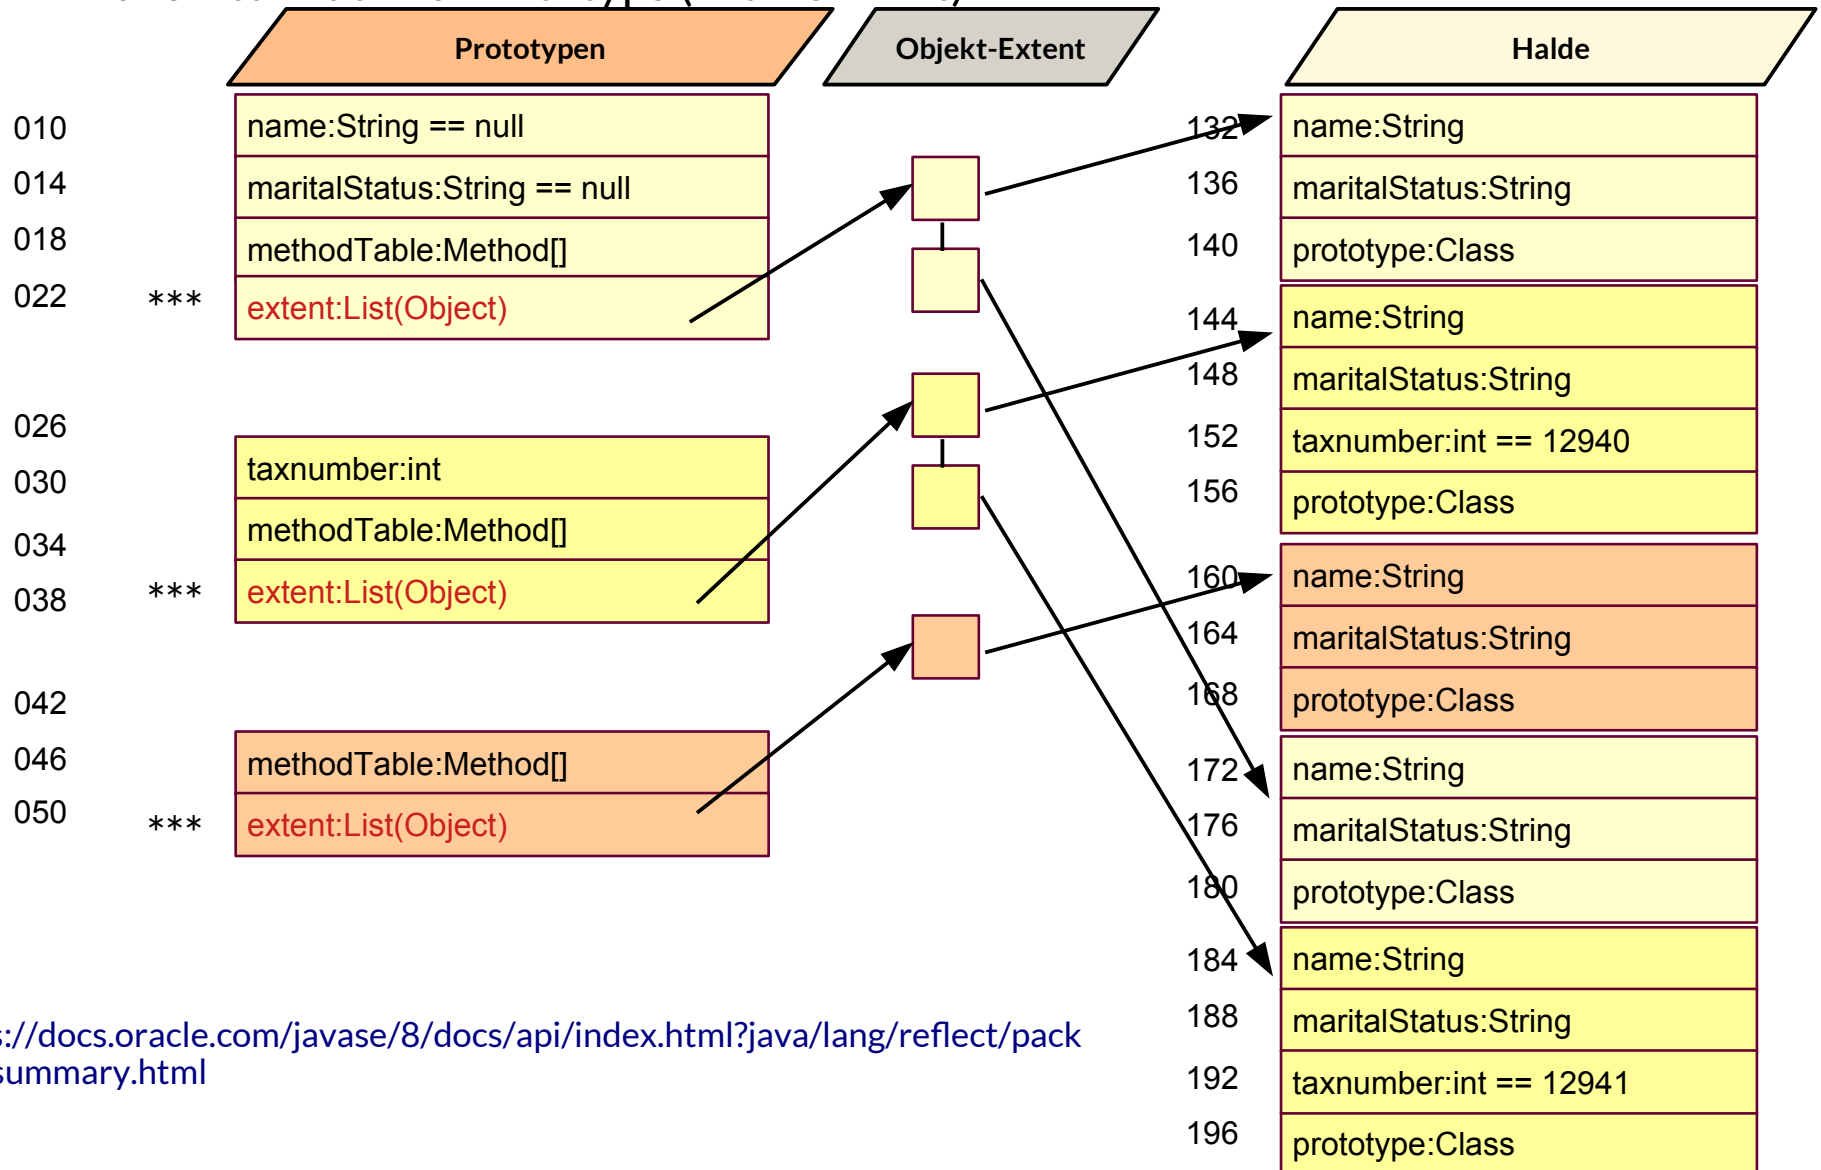 Prototypen Objekt-Extent Halde
010 name:String == null 132 name:String
014 maritalStatus:String == null 136 maritalStatus:String
018 methodTable:Method[] 140 prototype:Class
022 *** extent:List(Object) 144 name:String
148 maritalStatus:String
026 152 taxnumber:int == 12940
030 taxnumber:int 156 prototype:Class
034 methodTable:Method[]
038 *** extent:List(Object) 160 name:String
164 maritalStatus:String
042 168 prototype:Class
046 methodTable:Method[] 172 name:String
050 *** extent:List(Object) 176 maritalStatus:String
180 prototype:Class
184 name:String
s://docs.oracle.com/javase/8/docs/api/index.html?java/lang/reflect/pack 188 maritalStatus:String
summary.html 192 taxnumber:int == 12941
196 prototype:Class